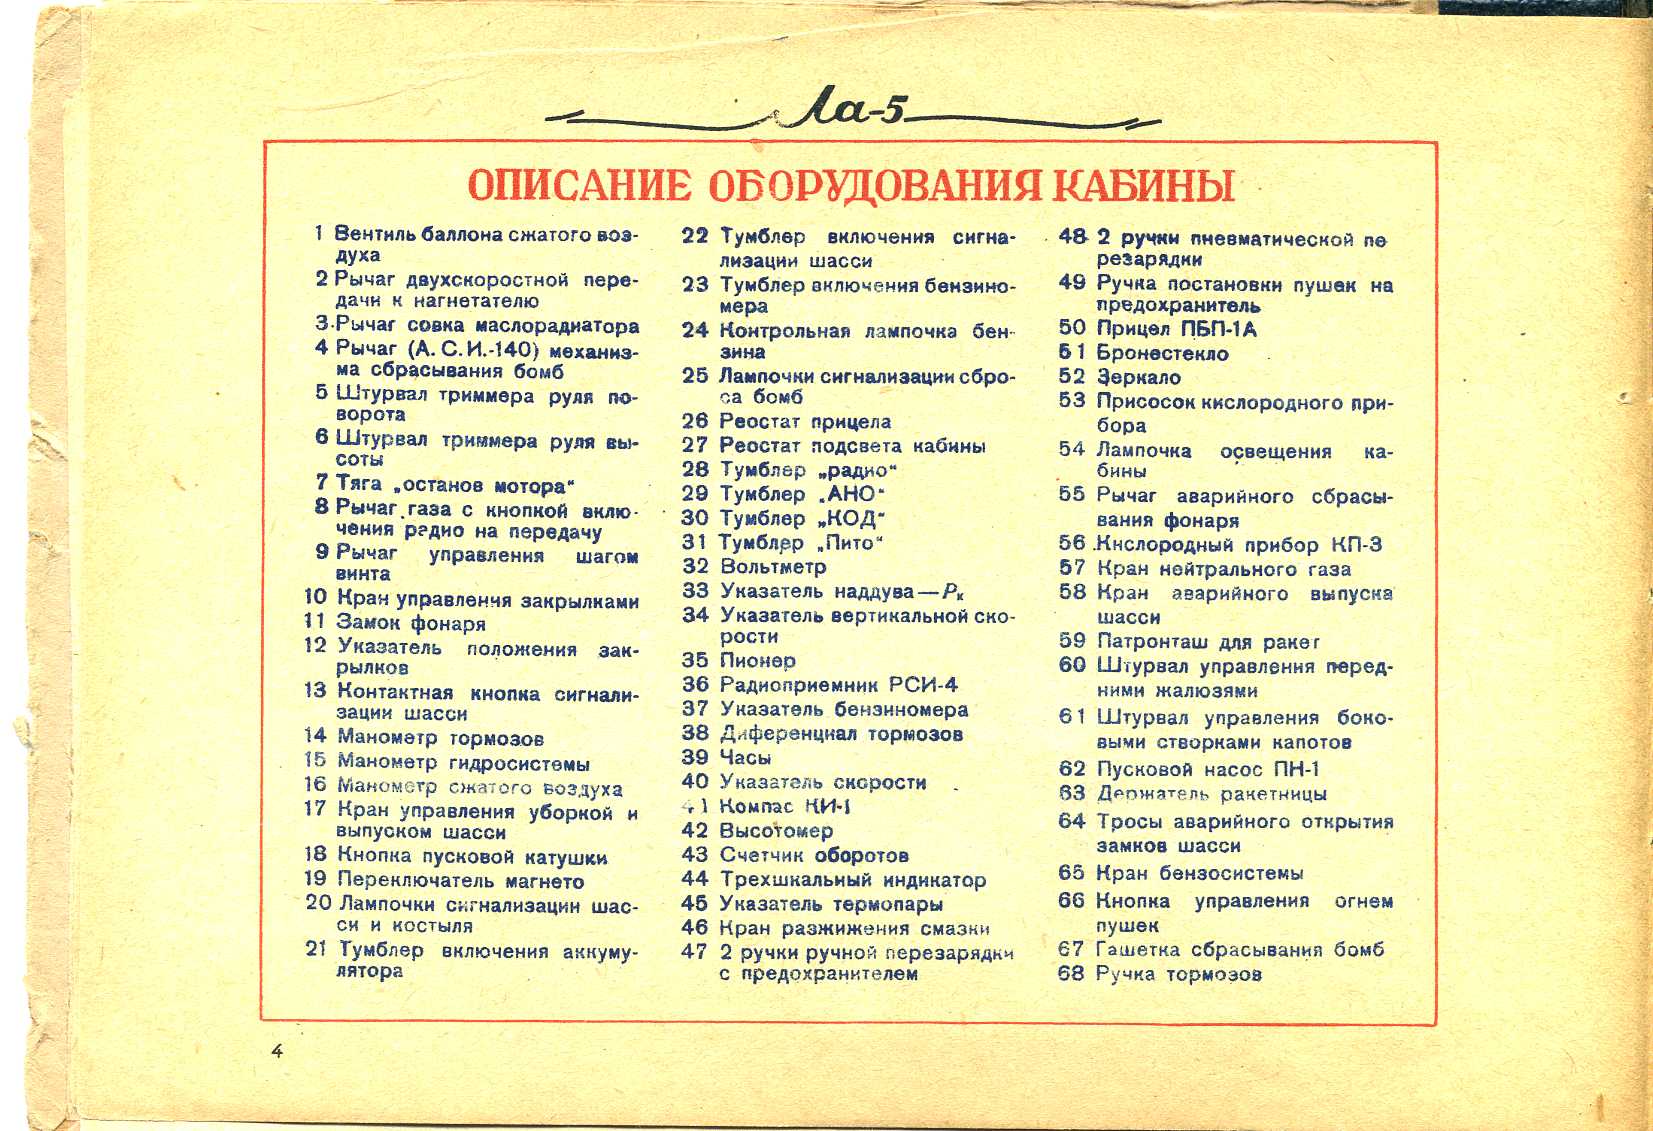 Ла-5
ОПИСАНИЕ ОБОРУДОВАНИЯ КАБИНЫ
1 Вентиль баллона сжатого воз-
духа
2 Рычаг двухскоростной пере-
дачи к нагнетателю
3 Рычаг совка маслорадиатора
4 Рычаг (А.С.И.-140) механиз-
ма сбрасывания бомб
5 Штурвал триммера руля по-
ворота
6 Штурвал триммера руля вы-
соты
7 Тяга „останов мотора“
8 Рычаг газа с кнопкой вклю-
чения радио на передачу
9 Рычаг управления шагом
винта
10 Кран управления закрылками
11 Замок фонаря
12 Указатель положения зак-
рылков
13 Контактная кнопка сигнали-
зации шасси
14 Манометр тормозов
15 Манометр гидросистемы
16 Манометр сжатого воздуха
17 Кран управления уборкой и
выпуском шасси
18 Кнопка пусковой катушки
19 Переключатель магнето
20 Лампочки сигнализации шас-
си и костыля
21 Тумблер включения аккуму-
лятора
22 Тумблер включения сигна-
лизации шасси
23 Тумблер включения бензино-
мера
24 Контрольная лампочка бен-
зина
25 Лампочки сигнализации сбро-
са бомб
26 Реостат прицела
27 Реостат подсвета кабины
28 Тумблер „радио“
29 Тумблер „АНО“
30 Тумблер „КОД“
31 Тумблер „Пито“
32 Вольтметр
33 Указатель наддува—Рк
34 Указатель вертикальной ско-
рости
35 Пионер
36 Радиоприемник РСИ-4
37 Указатель бензиномера
38 Диференциал тормозов
39 Часы
40 Указатель скорости
41 Компас КИ-1
42 Высотомер
43 Счетчик оборотов
44 Трехшкальный индикатор
45 Указатель термопары
46 Кран разжижения смазки
47 2 ручки ручной перезарядки
с предохранителем
48 2 ручки пневматической пе
резарядки
49 Ручка постановки пушек на
предохранитель
50 Прицел ПБП-1А
51 Бронестекло
52 Зеркало
53 Присосок кислородного при-
бора
54 Лампочка освещения ка-
бины
55 Рычаг аварийного сбрасы-
вания фонаря
56 Кислородный прибор КП-3
57 Кран нейтрального газа
58 Кран аварийного выпуска
шасси
59 Патронташ для ракет
60 Штурвал управления перед-
ними жалюзями
61 Штурвал управления боко-
выми створками капотов
62 Пусковой насос ПН-1
63 Держатель ракетницы
64 Тросы аварийного открытия
замков шасси
65 Кран бензосистемы
66 Кнопка управления огнем
пушек
67 Гашетка сбрасывания бомб
68 Ручка тормозов
4